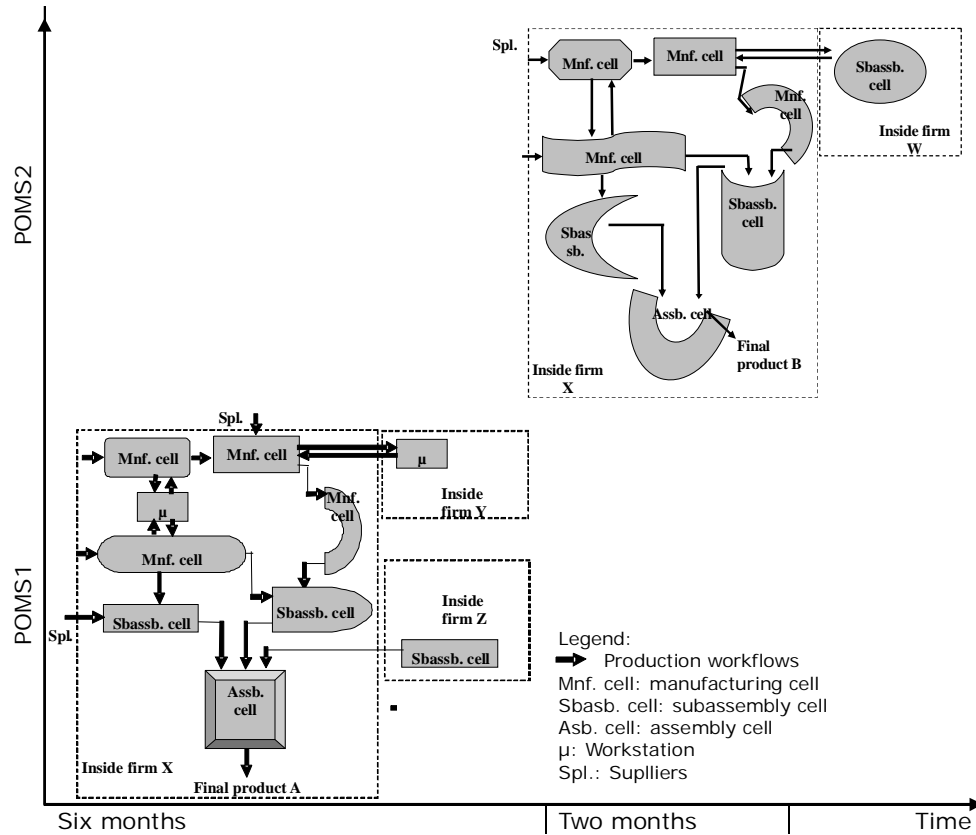 POMS2
Spl.
Mnf. cell
Mnf. cell
Sbassb.
cell
Mnf.
cell
Inside firm
W
Mnf. cell
Sbassb.
cell
Sbas
sb.
Assb. cell
Final
product B
Inside firm
X
POMS1
Spl.
Mnf. cell
Mnf. cell
µ
Inside
firm Y
µ
Mnf.
cell
Mnf. cell
Sbassb. cell
Sbassb. cell
Spl.
Inside
firm Z
Sbassb. cell
Assb.
cell
Inside firm X
Final product A
Legend:
Production workflows
Mnf. cell: manufacturing cell
Sbasb. cell: subassembly cell
Asb. cell: assembly cell
µ: Workstation
Spl.: Suplliers
Six months
Two months
Time